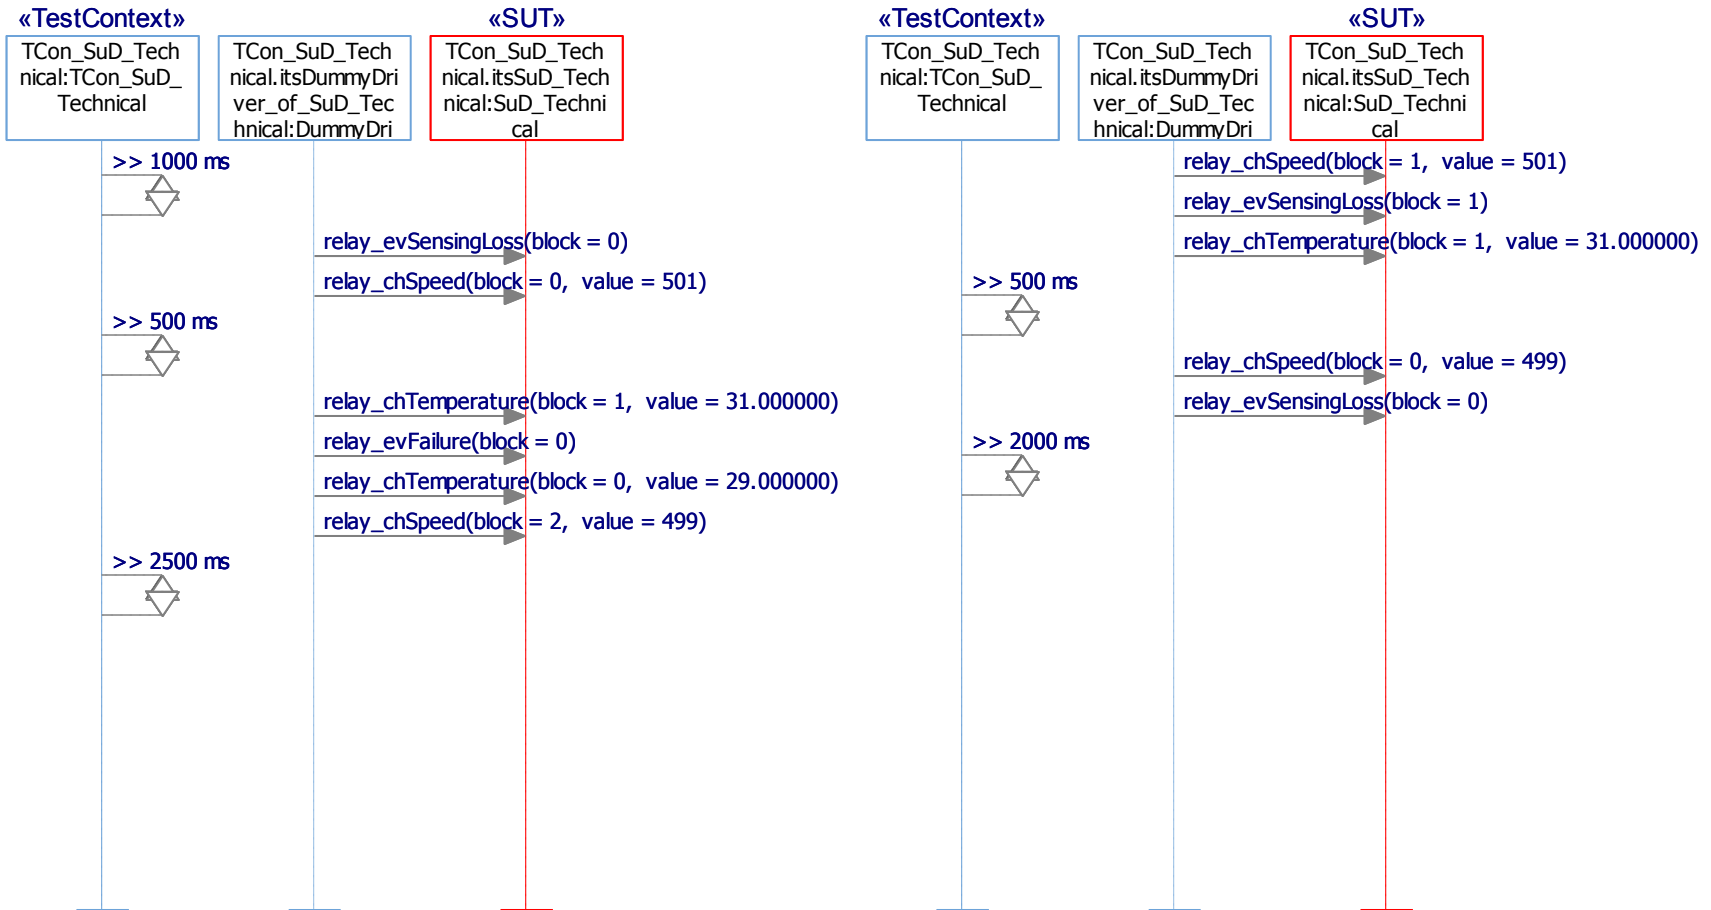 «TestContext»
«SUT»
TCon_SuD_Tech
nical:TCon_SuD_
Technical
TCon_SuD_Tech
nical.itsDummyDri
ver_of_SuD_Tec
hnical:DummyDri
TCon_SuD_Tech
nical.itsSuD_Tech
nical:SuD_Techni
cal
>> 1000 ms
relay_evSensingLoss(block = 0)
relay_chSpeed(block = 0, value = 501)
>> 500 ms
relay_chTemperature(block = 1, value = 31.000000)
relay_evFailure(block = 0)
relay_chTemperature(block = 0, value = 29.000000)
relay_chSpeed(block = 2, value = 499)
>> 2500 ms
«TestContext»
«SUT»
TCon_SuD_Tech
nical:TCon_SuD_
Technical
TCon_SuD_Tech
nical.itsDummyDri
ver_of_SuD_Tec
hnical:DummyDri
TCon_SuD_Tech
nical.itsSuD_Tech
nical:SuD_Techni
cal
relay_chSpeed(block = 1, value = 501)
relay_evSensingLoss(block = 1)
relay_chTemperature(block = 1, value = 31.000000)
>> 500 ms
relay_chSpeed(block = 0, value = 499)
relay_evSensingLoss(block = 0)
>> 2000 ms